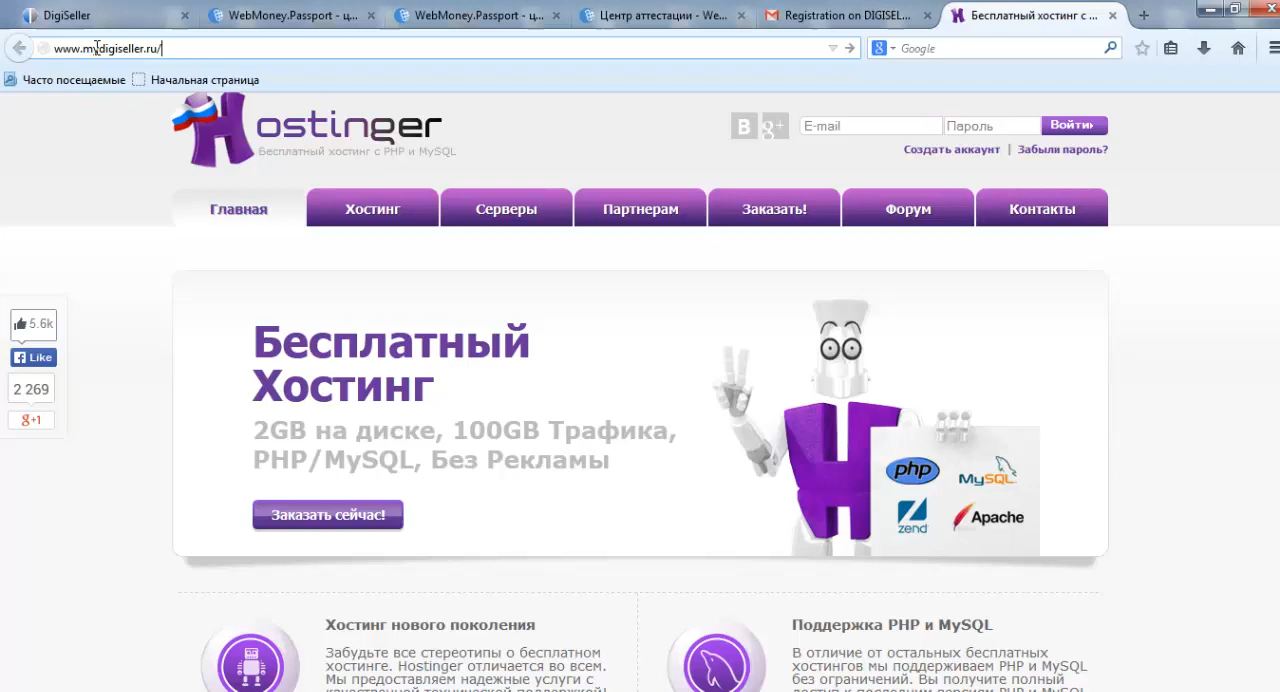 DigiSeller
WebMoney.Passport - ц...
WebMoney.Passport - ц...
Центр аттестации - We...
Registration on DIGISEL...
Бесплатный хостинг с ...
www.mydigiseller.ru/
Google
Часто посещаемые
Начальная страница
Hostinger
Бесплатный хостинг с PHP и MySQL
B g+
E-mail
Пароль
Войти
Создать аккаунт | Забыли пароль?
Главная
Хостинг
Серверы
Партнерам
Заказать!
Форум
Контакты
5.6k
Like
2 269
g+1
Бесплатный
Хостинг
2GB на диске, 100GB Трафика,
PHP/MySQL, Без Рекламы
Заказать сейчас!
php
MySQL
zend
Apache
Хостинг нового поколения
Забудьте все стереотипы о бесплатном
хостинге. Hostinger отличается во всем.
Мы предоставляем надежные услуги с
качественной технической поддержкой!
Поддержка PHP и MySQL
В отличие от остальных бесплатных
хостингов мы поддерживаем PHP и MySQL
без ограничений. Вы получите полный
доступ к последним версиям PHP и MySQL